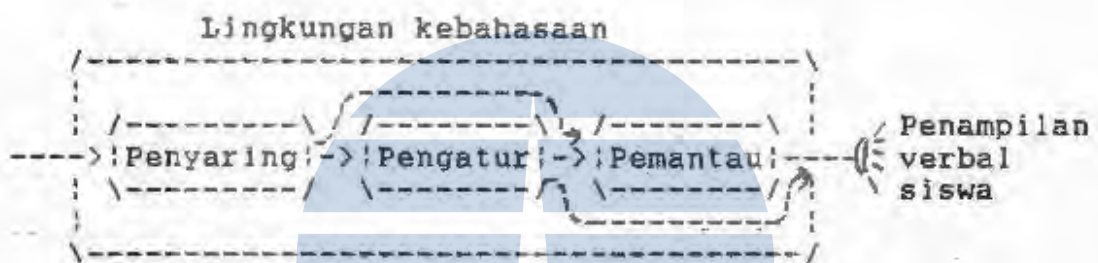 Lingkungan kebahasaan
Penyaring Pengatur Pemantau Penampilan
verbal
siswa